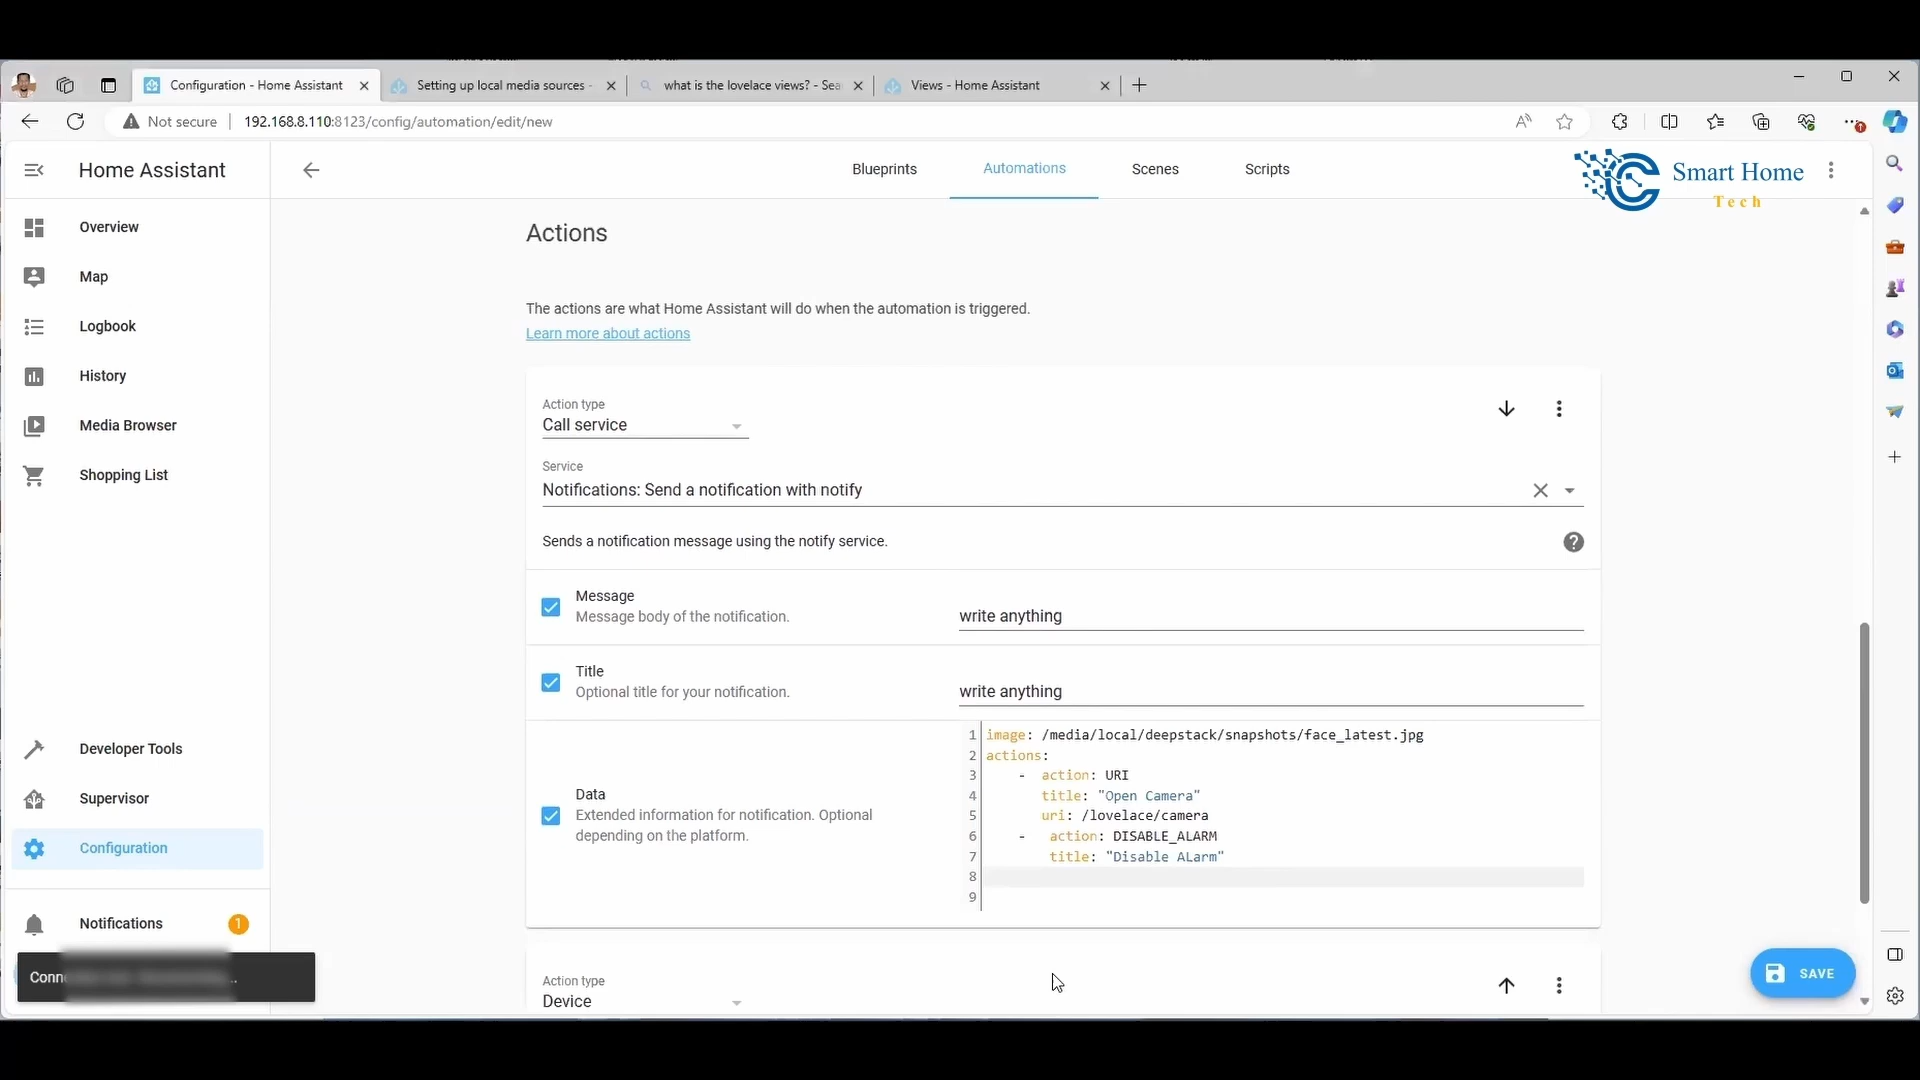 Configuration - Home Assistant
Setting up local media sources -
what is the lovelace views? - Sea
Views - Home Assistant
Not secure
192.168.8.110:8123/config/automation/edit/new
Home Assistant
Blueprints
Automations
Scenes
Scripts
Smart Home
Tech
Overview
Map
Logbook
History
Media Browser
Shopping List
Developer Tools
Supervisor
Configuration
Notifications
1
Actions
The actions are what Home Assistant will do when the automation is triggered.
Learn more about actions
Action type
Call service
Service
Notifications: Send a notification with notify
Sends a notification message using the notify service.
Message
Message body of the notification.
write anything
Title
Optional title for your notification.
write anything
Data
Extended information for notification. Optional
depending on the platform.
1 image: /media/local/deepstack/snapshots/face_latest.jpg
2 actions:
3 - action: URI
4 title: "Open Camera"
5 uri: /lovelace/camera
6 - action: DISABLE_ALARM
7 title: "Disable ALarm"
8
9
Action type
Device
SAVE